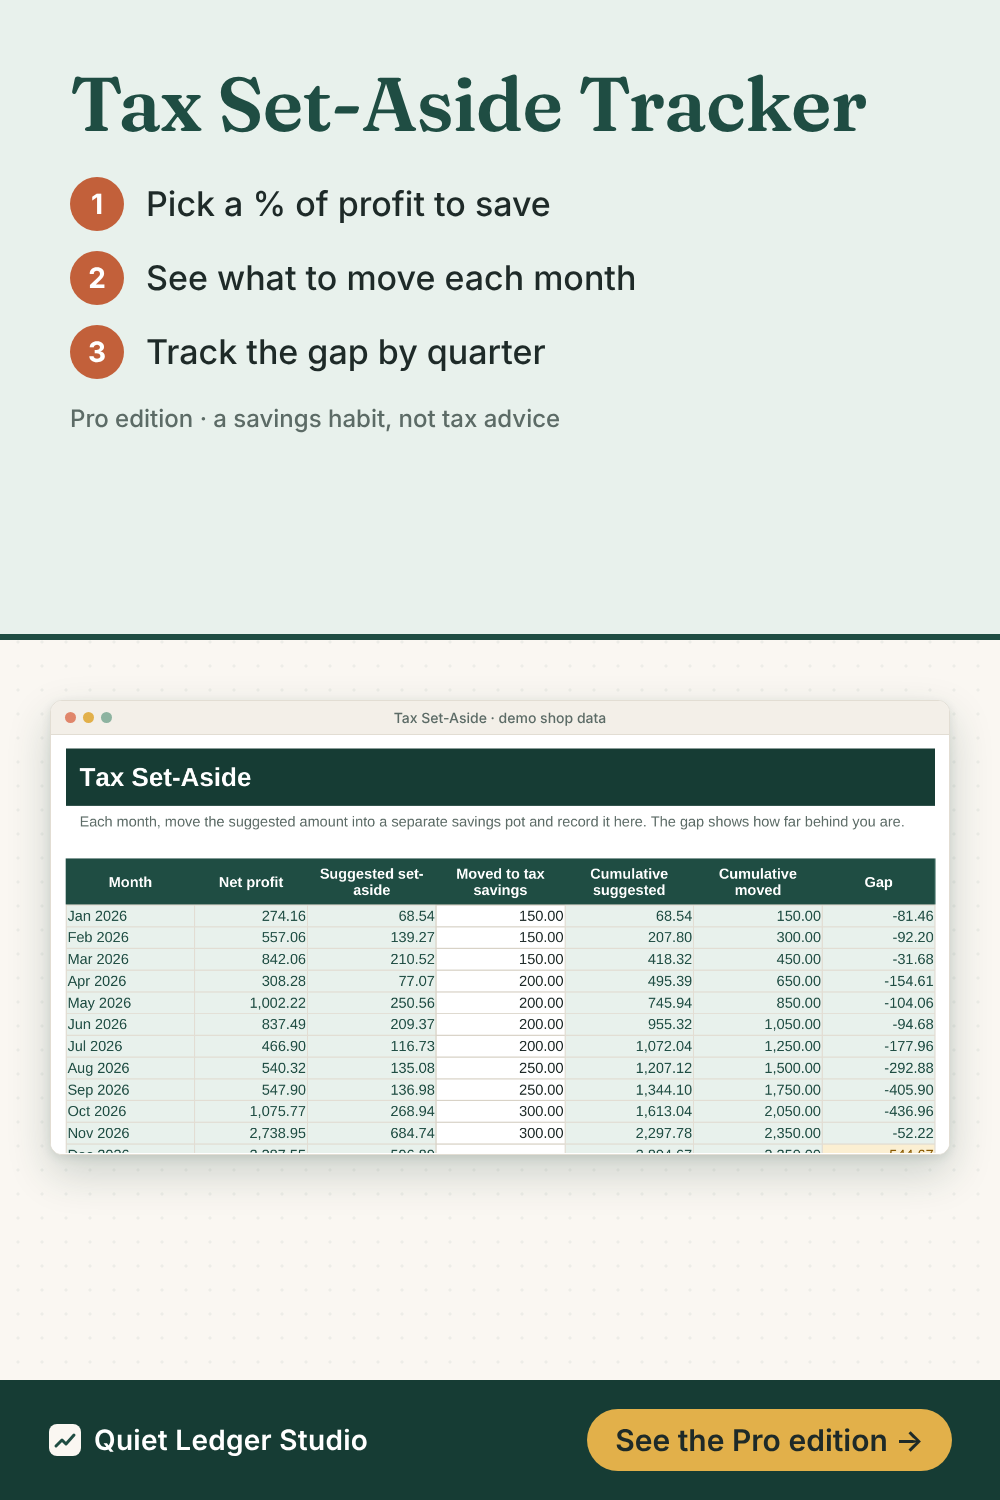 Tax Set-Aside Tracker
1 Pick a % of profit to save
2 See what to move each month
3 Track the gap by quarter
Pro edition · a savings habit, not tax advice
Tax Set-Aside · demo shop data
Tax Set-Aside
Each month, move the suggested amount into a separate savings pot and record it here. The gap shows how far behind you are.
Month Net profit Suggested set-aside Moved to tax savings Cumulative suggested Cumulative moved Gap
Jan 2026 274.16 68.54 150.00 68.54 150.00 -81.46
Feb 2026 557.06 139.27 150.00 207.80 300.00 -92.20
Mar 2026 842.06 210.52 150.00 418.32 450.00 -31.68
Apr 2026 308.28 77.07 200.00 495.39 650.00 -154.61
May 2026 1,002.22 250.56 200.00 745.94 850.00 -104.06
Jun 2026 837.49 209.37 200.00 955.32 1,050.00 -94.68
Jul 2026 466.90 116.73 200.00 1,072.04 1,250.00 -177.96
Aug 2026 540.32 135.08 250.00 1,207.12 1,500.00 -292.88
Sep 2026 547.90 136.98 250.00 1,344.10 1,750.00 -405.90
Oct 2026 1,075.77 268.94 300.00 1,613.04 2,050.00 -436.96
Nov 2026 2,738.95 684.74 300.00 2,297.78 2,350.00 -52.22
Quiet Ledger Studio
See the Pro edition →